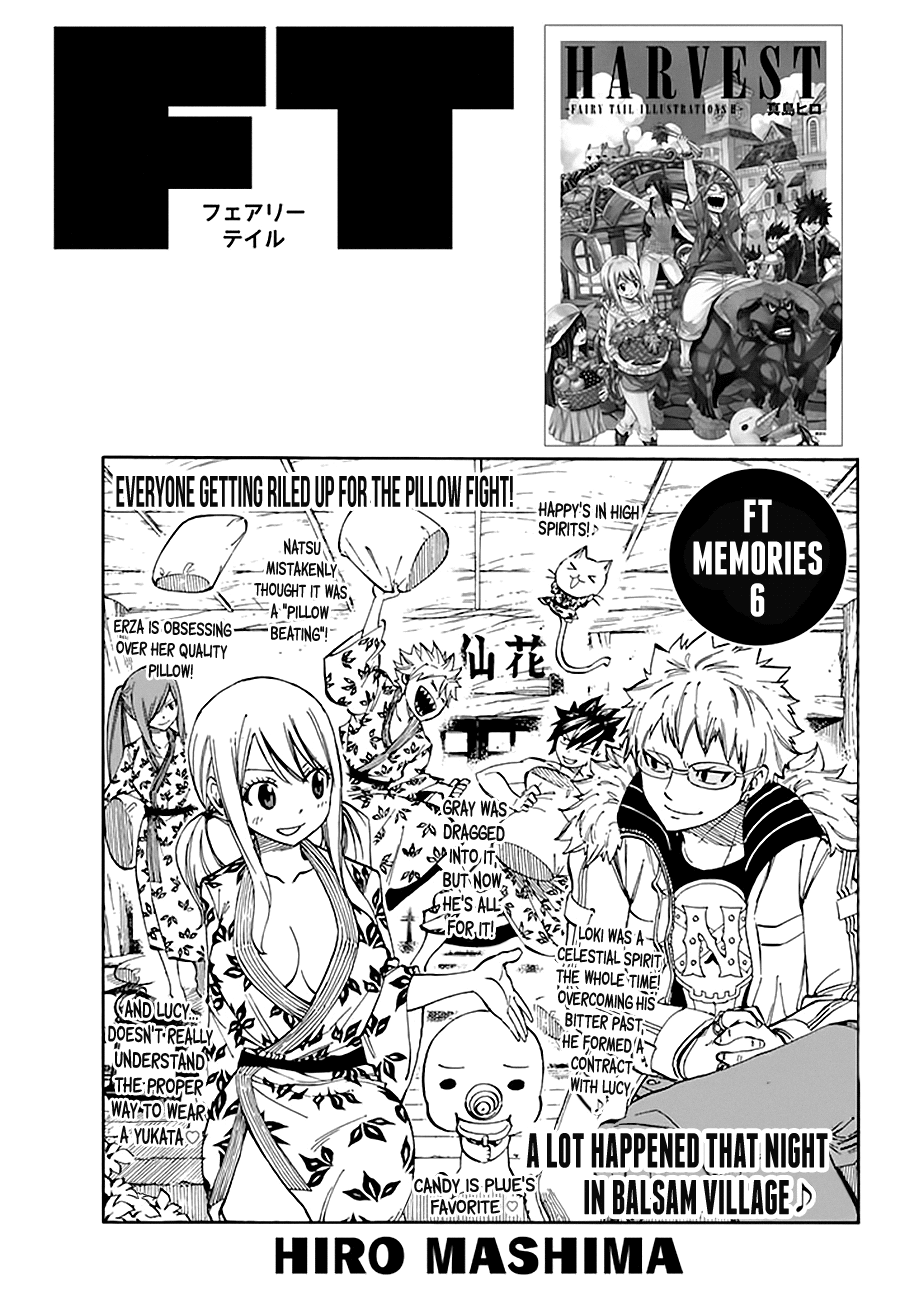 FT
フェアリー
テイル
HARVEST
~FAIRY TAIL ILLUSTRATIONS II~
真島ヒロ
EVERYONE GETTING RILED UP FOR THE PILLOW FIGHT!
FT
MEMORIES
6
HAPPY'S IN HIGH
SPIRITS!♪
NATSU
MISTAKENLY
THOUGHT IT WAS
A "PILLOW
BEATING"!
ERZA IS OBSESSING
OVER HER QUALITY
PILLOW!
仙花
GRAY WAS
DRAGGED
INTO IT,
BUT NOW
HE'S ALL
FOR IT!
LOKI WAS A
CELESTIAL SPIRIT
THE WHOLE TIME!
OVERCOMING HIS
BITTER PAST,
HE FORMED A
CONTRACT
WITH LUCY
♪
AND LUCY...
DOESN'T REALLY
UNDERSTAND
THE PROPER
WAY TO WEAR
A YUKATA♡
N
CANDY IS PLUE'S
FAVORITE ♡
A LOT HAPPENED THAT NIGHT
IN BALSAM VILLAGE♪
HIRO MASHIMA